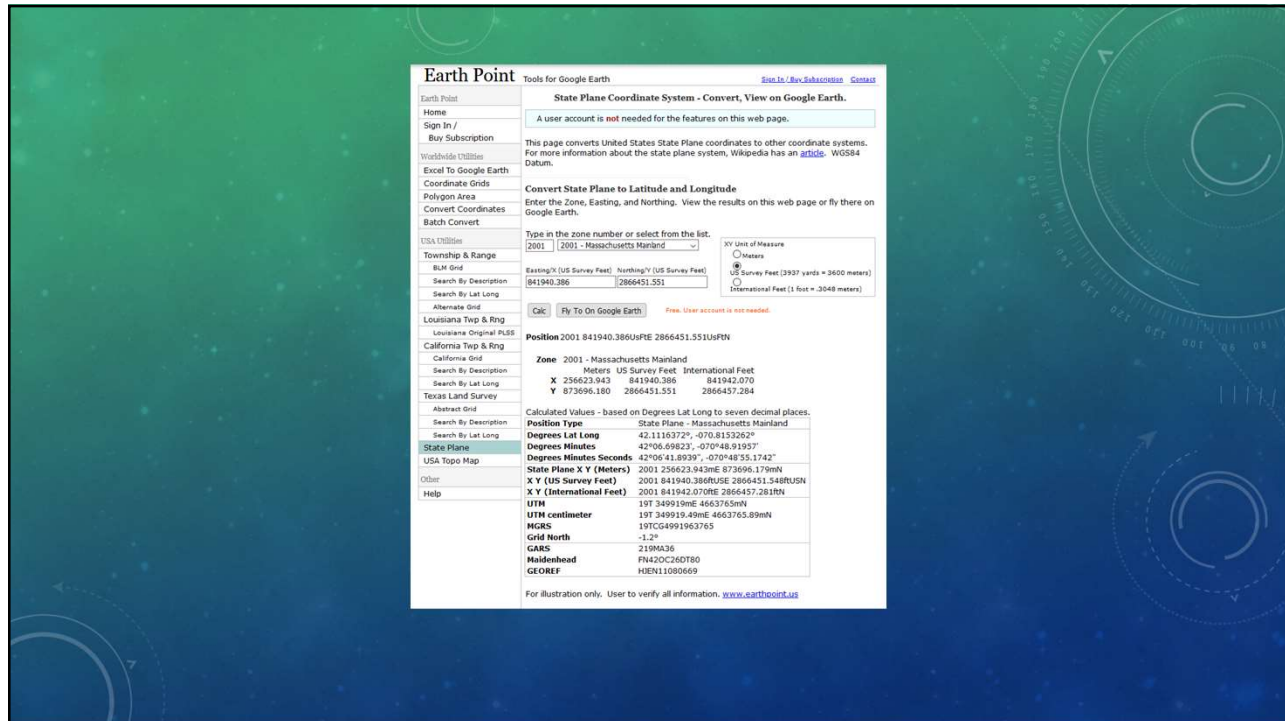 Earth Point Tools for Google Earth
Sign In / Buy Subscription Contact
Earth Point
Home
Sign In /
Buy Subscription
Worldwide Utilities
Excel To Google Earth
Coordinate Grids
Polygon Area
Convert Coordinates
Batch Convert
USA Utilities
Township & Range
BLM Grid
Search By Description
Search By Lat Long
Alternate Grid
Louisiana Twp & Rng
Louisiana Original PLSS
California Twp & Rng
California Grid
Search By Description
Search By Lat Long
Texas Land Survey
Abstract Grid
Search By Description
Search By Lat Long
State Plane
USA Topo Map
Other
Help
State Plane Coordinate System - Convert, View on Google Earth.
A user account is not needed for the features on this web page.
This page converts United States State Plane coordinates to other coordinate systems.
For more information about the state plane system, Wikipedia has an article. WGS84
Datum.
Convert State Plane to Latitude and Longitude
Enter the Zone, Easting, and Northing. View the results on this web page or fly there on
Google Earth.
Type in the zone number or select from the list.
2001 2001 - Massachusetts Mainland
Easting/X (US Survey Feet) Northing/Y (US Survey Feet)
841940.386 2866451.551
XY Unit of Measure
Meters
US Survey Feet (3937 yards = 3600 meters)
International Feet (1 foot = .3048 meters)
Calc Fly To On Google Earth Free. User account is not needed.
Position 2001 841940.386UsFtE 2866451.551UsFtN
Zone 2001 - Massachusetts Mainland
Meters US Survey Feet International Feet
X 256623.943 841940.386 841942.070
Y 873696.180 2866451.551 2866457.284
Calculated Values - based on Degrees Lat Long to seven decimal places.
Position Type State Plane - Massachusetts Mainland
Degrees Lat Long 42.1116372º, -070.8153262º
Degrees Minutes 42º06.69823', -070º48.91957'
Degrees Minutes Seconds 42º06'41.8939", -070º48'55.1742"
State Plane X Y (Meters) 2001 256623.943mE 873696.179mN
X Y (US Survey Feet) 2001 841940.386ftUSE 2866451.548ftUSN
X Y (International Feet) 2001 841942.070ftE 2866457.281ftN
UTM 19T 349919mE 4663765mN
UTM centimeter 19T 349919.49mE 4663765.89mN
MGRS 19TCG4991963765
Grid North -1.2º
GARS 219MA36
Maidenhead FN42OC26DT80
GEOREF HJEN11080669
For illustration only. User to verify all information. www.earthpoint.us